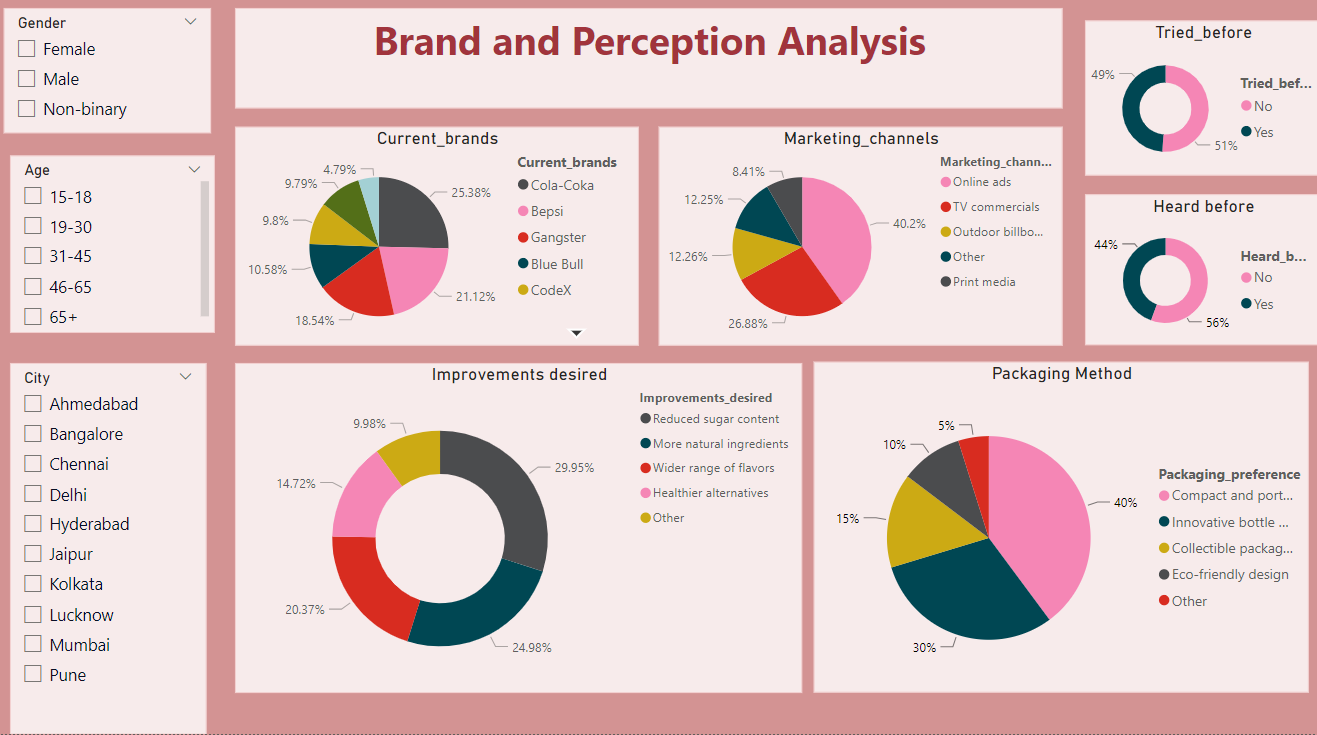 Gender
Female
Male
Non-binary
Age
15-18
19-30
31-45
46-65
65+
City
Ahmedabad
Bangalore
Chennai
Delhi
Hyderabad
Jaipur
Kolkata
Lucknow
Mumbai
Pune
Brand and Perception Analysis
Current_brands
4.79%
9.79%
9.8%
10.58%
18.54%
21.12%
25.38%
Current_brands
Cola-Coka
Bepsi
Gangster
Blue Bull
CodeX
Marketing_channels
8.41%
12.25%
12.26%
26.88%
40.2%
Marketing_chann...
Online ads
TV commercials
Outdoor billbo...
Other
Print media
Tried_before
49%
51%
Tried_bef...
No
Yes
Heard before
44%
56%
Heard_b...
No
Yes
Improvements desired
9.98%
14.72%
20.37%
24.98%
29.95%
Improvements_desired
Reduced sugar content
More natural ingredients
Wider range of flavors
Healthier alternatives
Other
Packaging Method
5%
10%
15%
30%
40%
Packaging_preference
Compact and port...
Innovative bottle ...
Collectible packag...
Eco-friendly design
Other